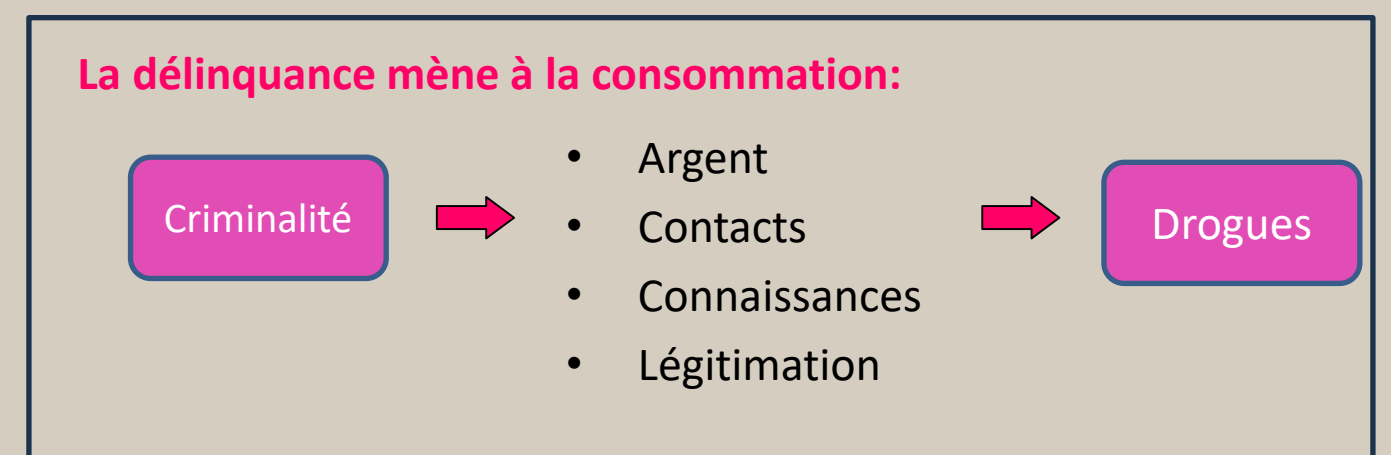 La délinquance mène à la consommation:
Criminalité
• Argent
• Contacts
• Connaissances
• Légitimation
Drogues